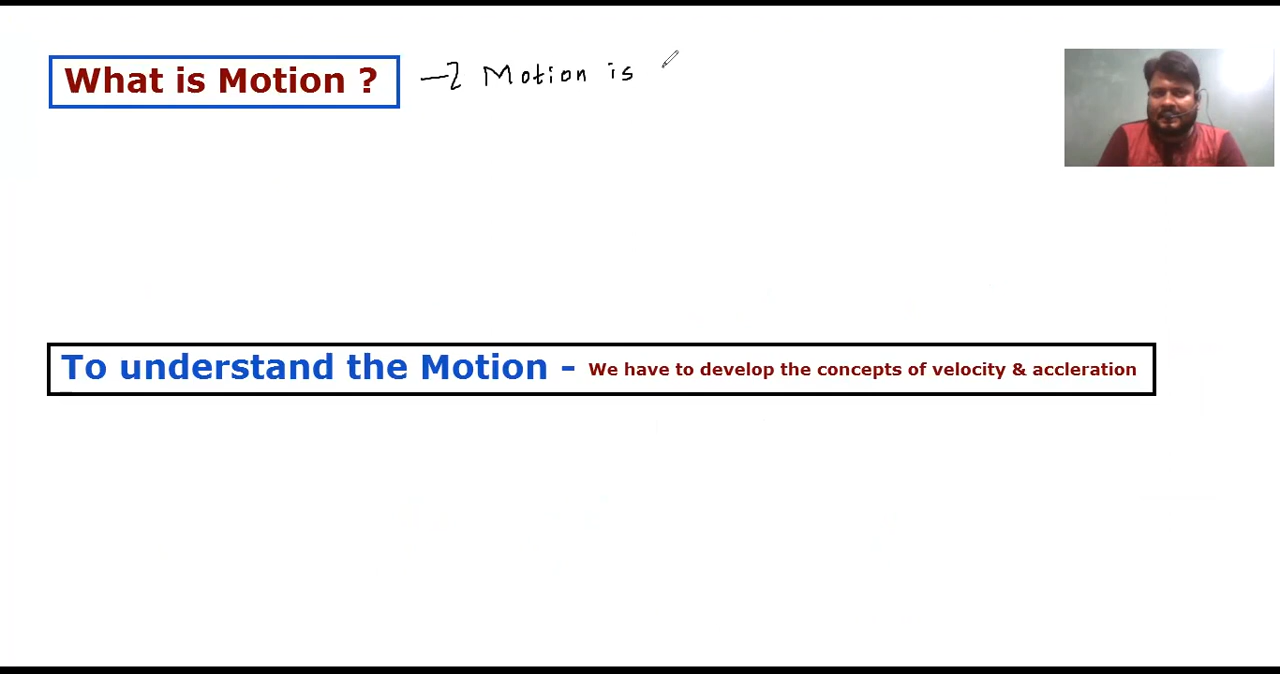 What is Motion ? Motion is
To understand the Motion - We have to develop the concepts of velocity & accleration